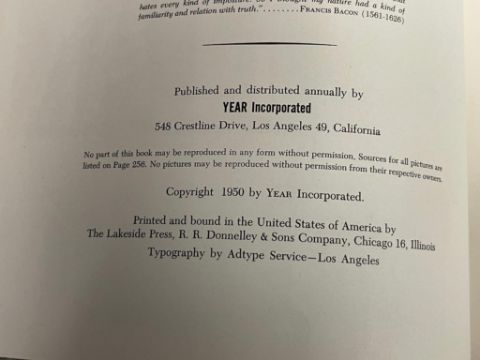 hates every kind of imposture. So I thought my nature had a kind of
familiarity and relation with truth."........FRANCIS BACON (1561-1626)
Published and distributed annually by
YEAR Incorporated
548 Crestline Drive, Los Angeles 49, California
No part of this book may be reproduced in any form without permission. Sources for all pictures are
listed on Page 256. No pictures may be reproduced without permission from their respective owners.
Copyright 1950 by YEAR Incorporated.
Printed and bound in the United States of America by
The Lakeside Press, R. R. Donnelley & Sons Company, Chicago 16, Illinois
Typography by Adtype Service—Los Angeles